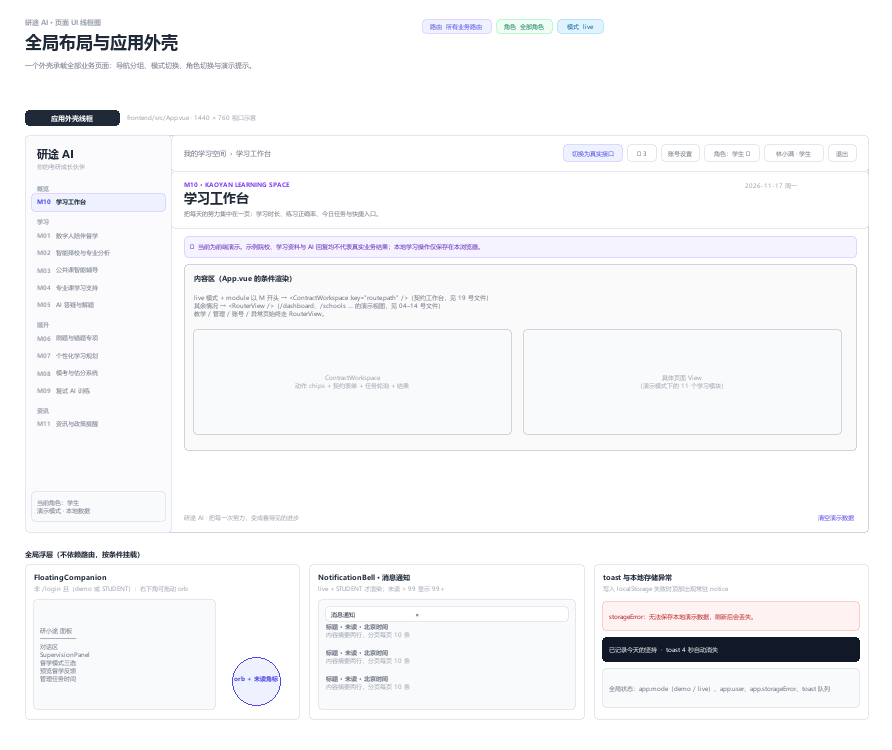 研途 AI • 页面 UI 线框图
全局布局与应用外壳
一个外壳承载全部业务页面：导航分组、模式切换、角色切换与演示提示。
路由 所有业务路由
角色 全部角色
模式 live
应用外壳线框
frontend/src/App.vue · 1440 × 760 视口示意
研途 AI
你的考研成长伙伴
概览
M10 学习工作台
学习
M01 数字人陪伴督学
M02 智能择校与专业分析
M03 公共课智能辅导
M04 专业课学习支持
M05 AI 答疑与解题
提升
M06 刷题与错题专项
M07 个性化学习规划
M08 模考与估分系统
M09 复试 AI 训练
资讯
M11 资讯与政策提醒
当前角色：学生
演示模式 · 本地数据
我的学习空间 · 学习工作台
切换为真实接口
3
账号设置
角色：学生
林小满 · 学生
退出
M10 • KAOYAN LEARNING SPACE
学习工作台
把每天的努力集中在一页：学习时长、练习正确率、今日任务与快捷入口。
2026-11-17 周一
当前为前端演示。示例院校、学习资料与 AI 回复均不代表真实业务结果；本地学习操作仅保存在本浏览器。
内容区（App.vue 的条件渲染）
live 模式 + module 以 M 开头 → <ContractWorkspace key="routepath" />（契约工作台，见 19 号文件）
其余情况 → <RouterView />（/dashboard、/schools … 的演示视图，见 04–14 号文件）
教学 / 管理 / 账号 / 异常页始终走 RouterView。
ContractWorkspace
动作 chips + 契约表单 + 任务轮询 + 结果
具体页面 View
（演示模式下的 11 个学习模块）
研途 AI · 把每一次努力，变成看得见的进步
清空演示数据
全局浮层（不依赖路由，按条件挂载）
FloatingCompanion
非 /login 且（demo 或 STUDENT）：右下角可拖动 orb
研小途 面板
对话区
SupervisionPanel
督学模式三选
预览督学反馈
管理任务时间
orb + 未读角标
NotificationBell • 消息通知
live + STUDENT 才渲染，未读 > 99 显示 99+
消息通知 ×
标题 • 未读 • 北京时间
内容摘要两行，分页每页 10 条
标题 • 未读 • 北京时间
内容摘要两行，分页每页 10 条
标题 • 未读 • 北京时间
内容摘要两行，分页每页 10 条
toast 与本地存储异常
写入 localStorage 失败时顶部出现常驻 notice
storageError：无法保存本地演示数据，刷新后会丢失。
已记录今天的坚持 · toast 4 秒自动消失
全局状态：app.mode（demo / live）、app.user、app.storageError、toast 队列